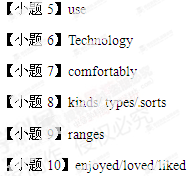 【小题 5】use
【小题 6】Technology
【小题 7】comfortably
【小题 8】kinds/types/sorts
【小题 9】ranges
【小题 10】enjoyed/loved/liked